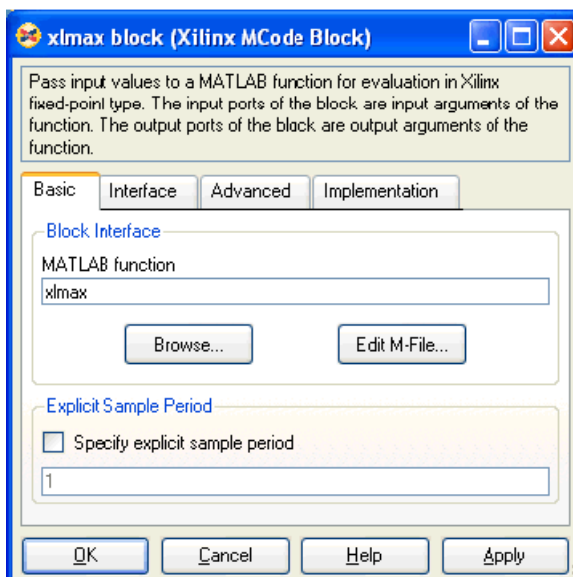 xlmax block (Xilinx MCode Block)
Pass input values to a MATLAB function for evaluation in Xilinx
fixed-point type. The input ports of the block are input arguments of the
function. The output ports of the block are output arguments of the
function.
Basic Interface Advanced Implementation
Block Interface
MATLAB function
xlmax
Browse... Edit M-File...
Explicit Sample Period
Specify explicit sample period
1
OK Cancel Help Apply